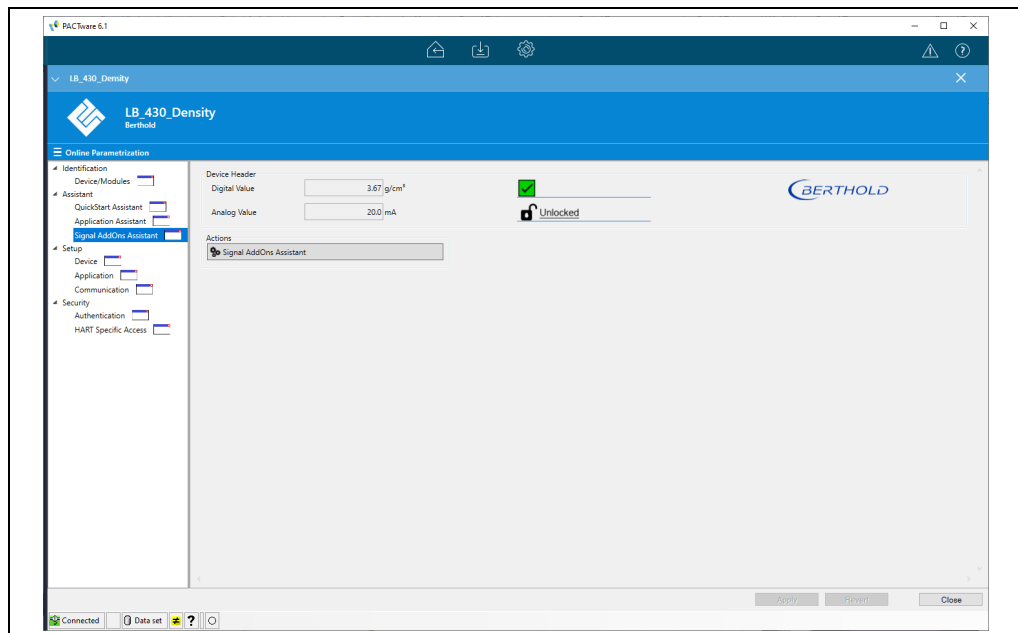 PACTware 6.1
LB_430_Density
LB_430_Density
Berthold
Online Parametrization
Identification
Device/Modules
Assistant
QuickStart Assistant
Application Assistant
Signal AddOns Assistant
Setup
Device
Application
Communication
Security
Authentication
HART Specific Access
Device Header
Digital Value 3.67 g/cm³
Analog Value 20.0 mA
Unlocked
BERTHOLD
Actions
Signal AddOns Assistant
Apply Revert Close
Connected Data set ?